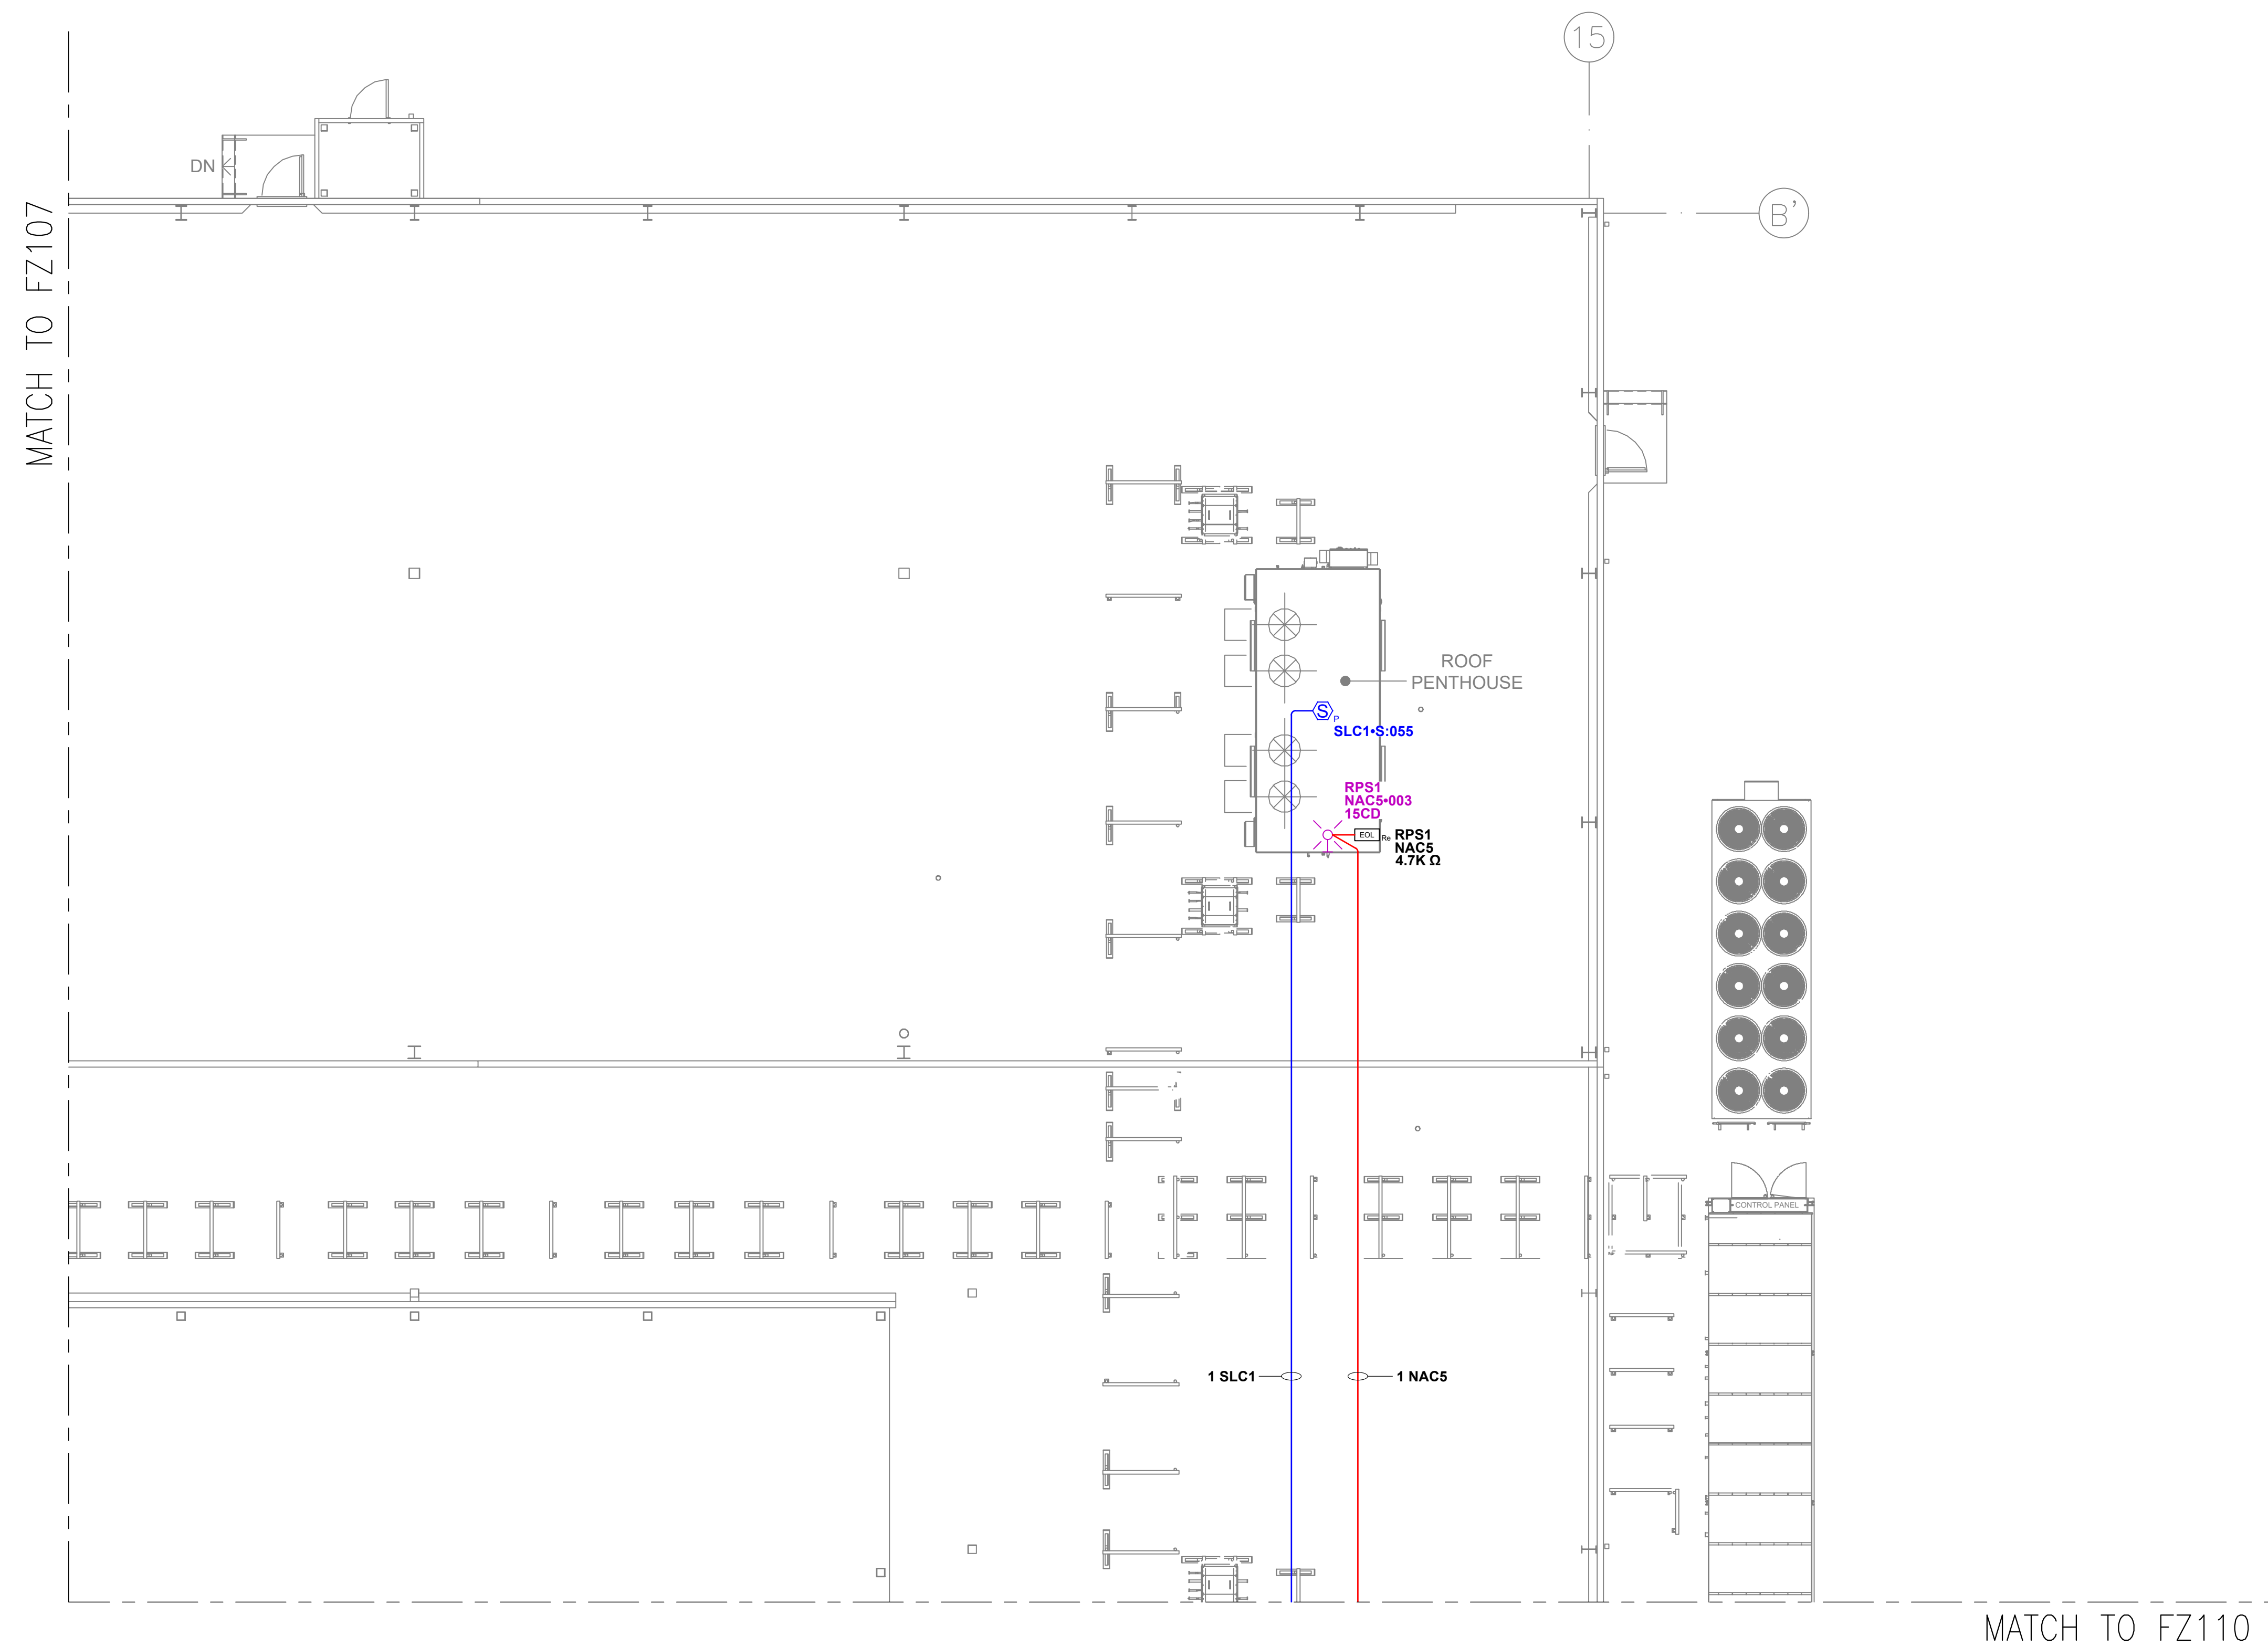 15
DN
B'
MATCH TO FZ107
ROOF
PENTHOUSE
S
P
SLC1•S:055
RPS1
NAC5•003
15CD
EOL
Re
RPS1
NAC5
4.7K Ω
CONTROL PANEL
1 SLC1
1 NAC5
MATCH TO FZ110